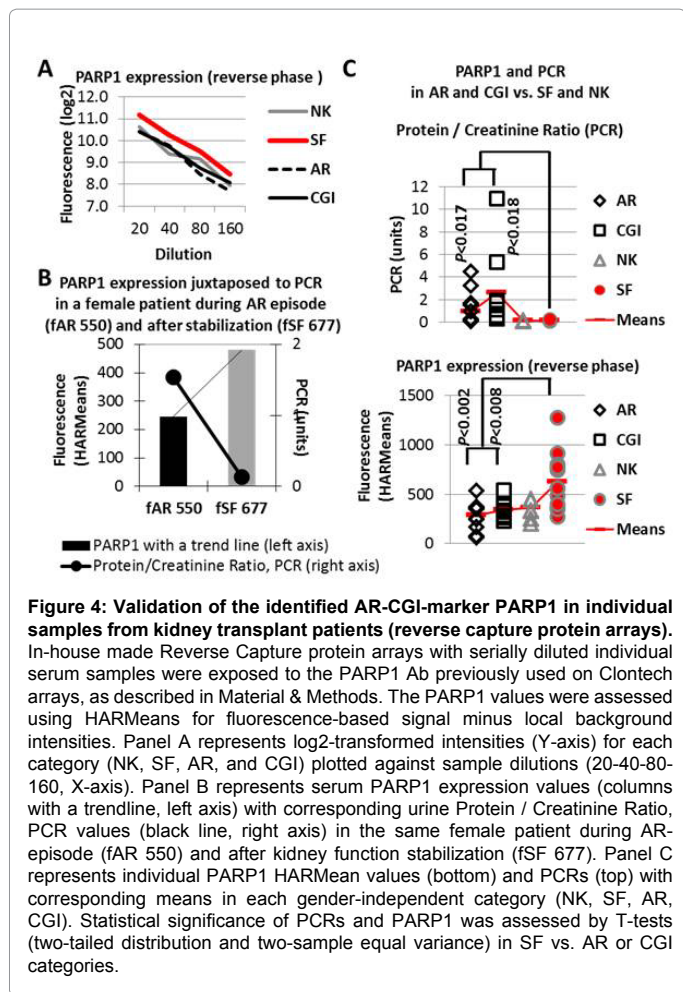 A
PARP1 expression (reverse phase )
Fluorescence (log2)
11.0
10.0
9.0
8.0
7.0
20 40 80 160
Dilution
NK
SF
AR
CGI
B
PARP1 expression juxtaposed to PCR
in a female patient during AR episode
(fAR 550) and after stabilization (fSF 677)
Fluorescence
(HARMeans)
500
400
300
200
100
0
2
1
0
PCR
(units)
fAR 550 fSF 677
PARP1 with a trend line (left axis)
Protein/Creatinine Ratio, PCR (right axis)
C
PARP1 and PCR
in AR and CGI vs. SF and NK
Protein / Creatinine Ratio (PCR)
PCR (units)
12
10
8
6
4
2
0
P<0.017
P<0.018
AR
CGI
NK
SF
Means
PARP1 expression (reverse phase)
Fluorescence
(HARMeans)
1500
1000
500
0
P<0.002
P<0.008
AR
CGI
NK
SF
Means
Figure 4: Validation of the identified AR-CGI-marker PARP1 in individual
samples from kidney transplant patients (reverse capture protein arrays).
In-house made Reverse Capture protein arrays with serially diluted individual
serum samples were exposed to the PARP1 Ab previously used on Clontech
arrays, as described in Material & Methods. The PARP1 values were assessed
using HARMeans for fluorescence-based signal minus local background
intensities. Panel A represents log2-transformed intensities (Y-axis) for each
category (NK, SF, AR, and CGI) plotted against sample dilutions (20-40-80-
160, X-axis). Panel B represents serum PARP1 expression values (columns
with a trendline, left axis) with corresponding urine Protein / Creatinine Ratio,
PCR values (black line, right axis) in the same female patient during AR-
episode (fAR 550) and after kidney function stabilization (fSF 677). Panel C
represents individual PARP1 HARMean values (bottom) and PCRs (top) with
corresponding means in each gender-independent category (NK, SF, AR,
CGI). Statistical significance of PCRs and PARP1 was assessed by T-tests
(two-tailed distribution and two-sample equal variance) in SF vs. AR or CGI
categories.